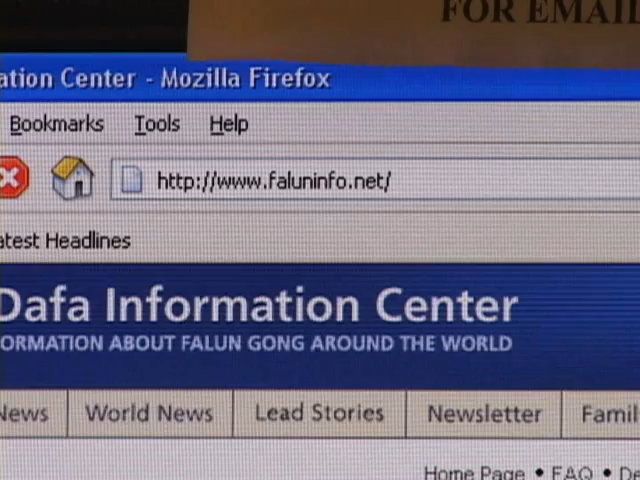 FOR EMAIL
ation Center - Mozilla Firefox
Bookmarks Tools Help
http://www.faluninfo.net/
atest Headlines
Dafa Information Center
ORMATION ABOUT FALUN GONG AROUND THE WORLD
News World News Lead Stories Newsletter Famil
Home Page • FAQ • De